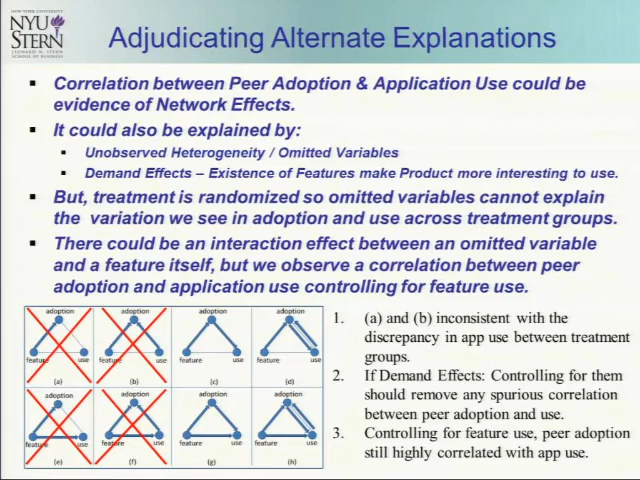 NEW YORK UNIVERSITY
NYU
STERN
LEONARD N. STERN
SCHOOL OF BUSINESS
Adjudicating Alternate Explanations
▪ Correlation between Peer Adoption & Application Use could be
evidence of Network Effects.
▪ It could also be explained by:
▪ Unobserved Heterogeneity / Omitted Variables
▪ Demand Effects – Existence of Features make Product more interesting to use.
▪ But, treatment is randomized so omitted variables cannot explain
the variation we see in adoption and use across treatment groups.
▪ There could be an interaction effect between an omitted variable
and a feature itself, but we observe a correlation between peer
adoption and application use controlling for feature use.
adoption adoption adoption adoption
feature use feature use feature use feature use
(a) (b) (c) (d)
adoption adoption adoption adoption
feature use feature use feature use feature use
(e) (f) (g) (h)
1. (a) and (b) inconsistent with the
discrepancy in app use between treatment
groups.
2. If Demand Effects: Controlling for them
should remove any spurious correlation
between peer adoption and use.
3. Controlling for feature use, peer adoption
still highly correlated with app use.